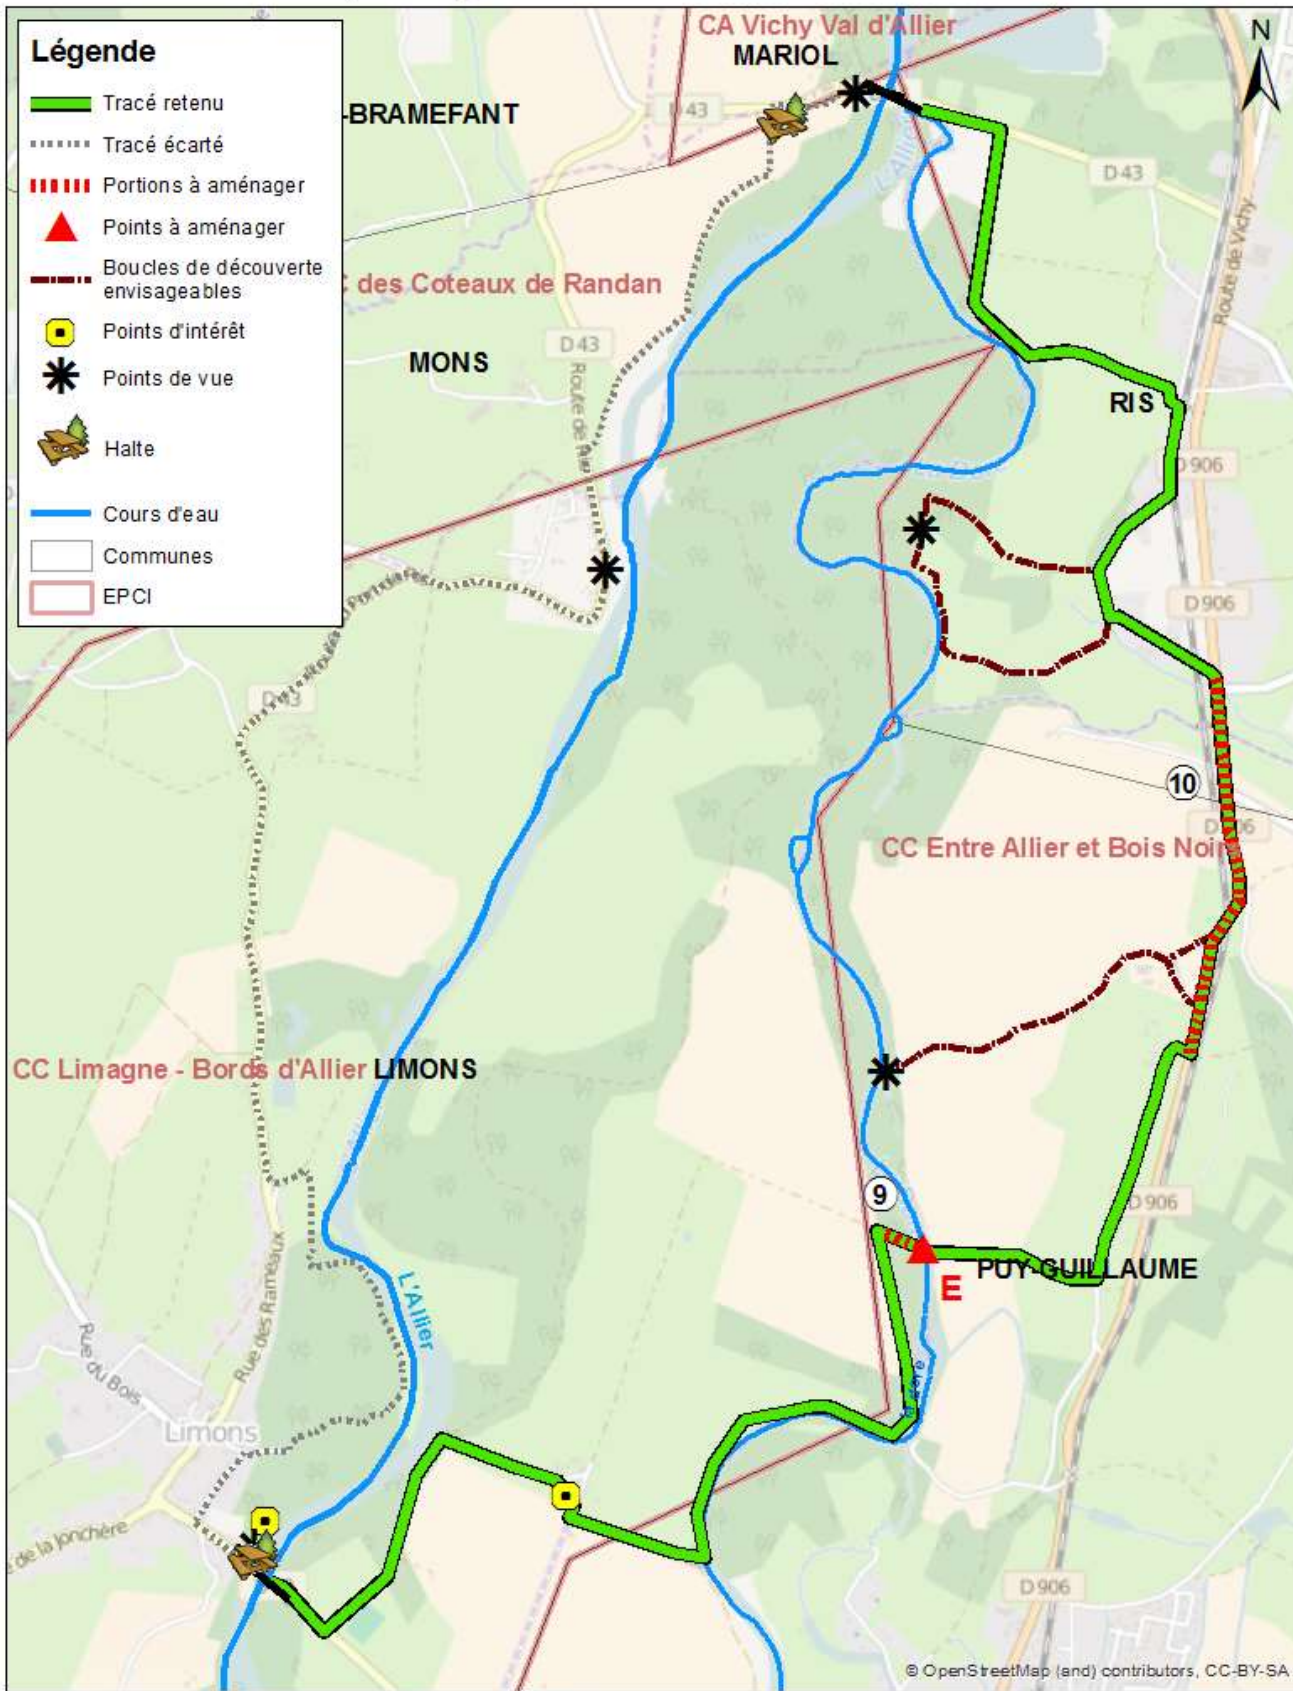 CA Vichy Val d'Allier
MARIOL
N
Légende
Tracé retenu
Tracé écarté
Portions à aménager
Points à aménager
Boucles de découverte
envisageables
Points d'intérêt
Points de vue
Halte
Cours d'eau
Communes
EPCI
-BRAMEFANT
D 43
L'Allier
D 43
Route de Vichy
C des Coteaux de Randan
D 43
MONS
RIS
D 906
D 906
D 43
10
CC Entre Allier et Bois Noir
CC Limagne - Bords d'Allier
LIMONS
9
D 906
PUY-GUILLAUME
E
Rue des Rameaux
L'Allier
Rue du Bois
Limons
e de la Jonchère
D 906
© OpenStreetMap (and) contributors, CC-BY-SA